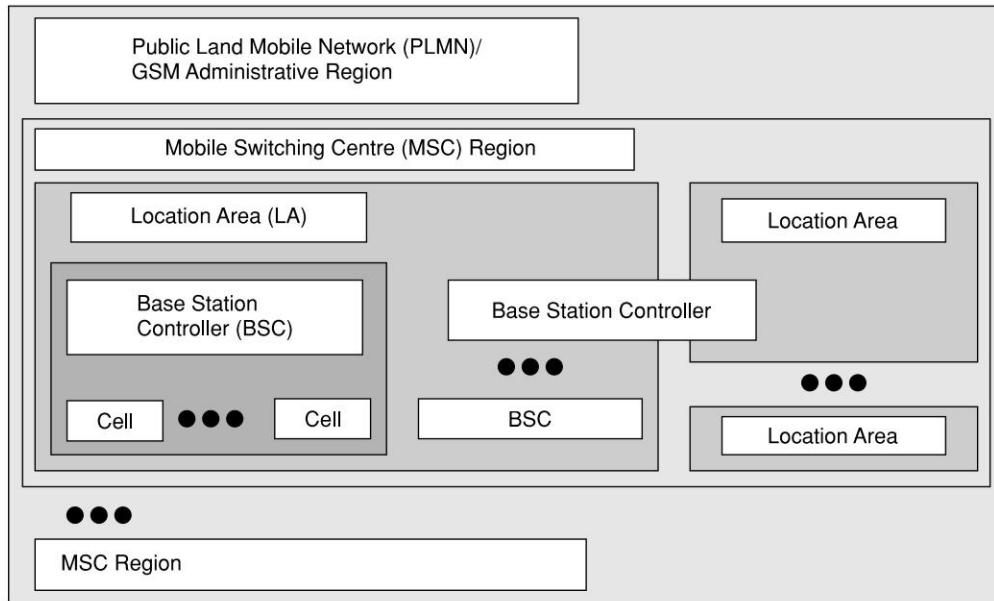 Public Land Mobile Network (PLMN)/
GSM Administrative Region
Mobile Switching Centre (MSC) Region
Location Area (LA)
Location Area
Base Station
Controller (BSC)
Base Station Controller
Cell
Cell
BSC
Location Area
MSC Region